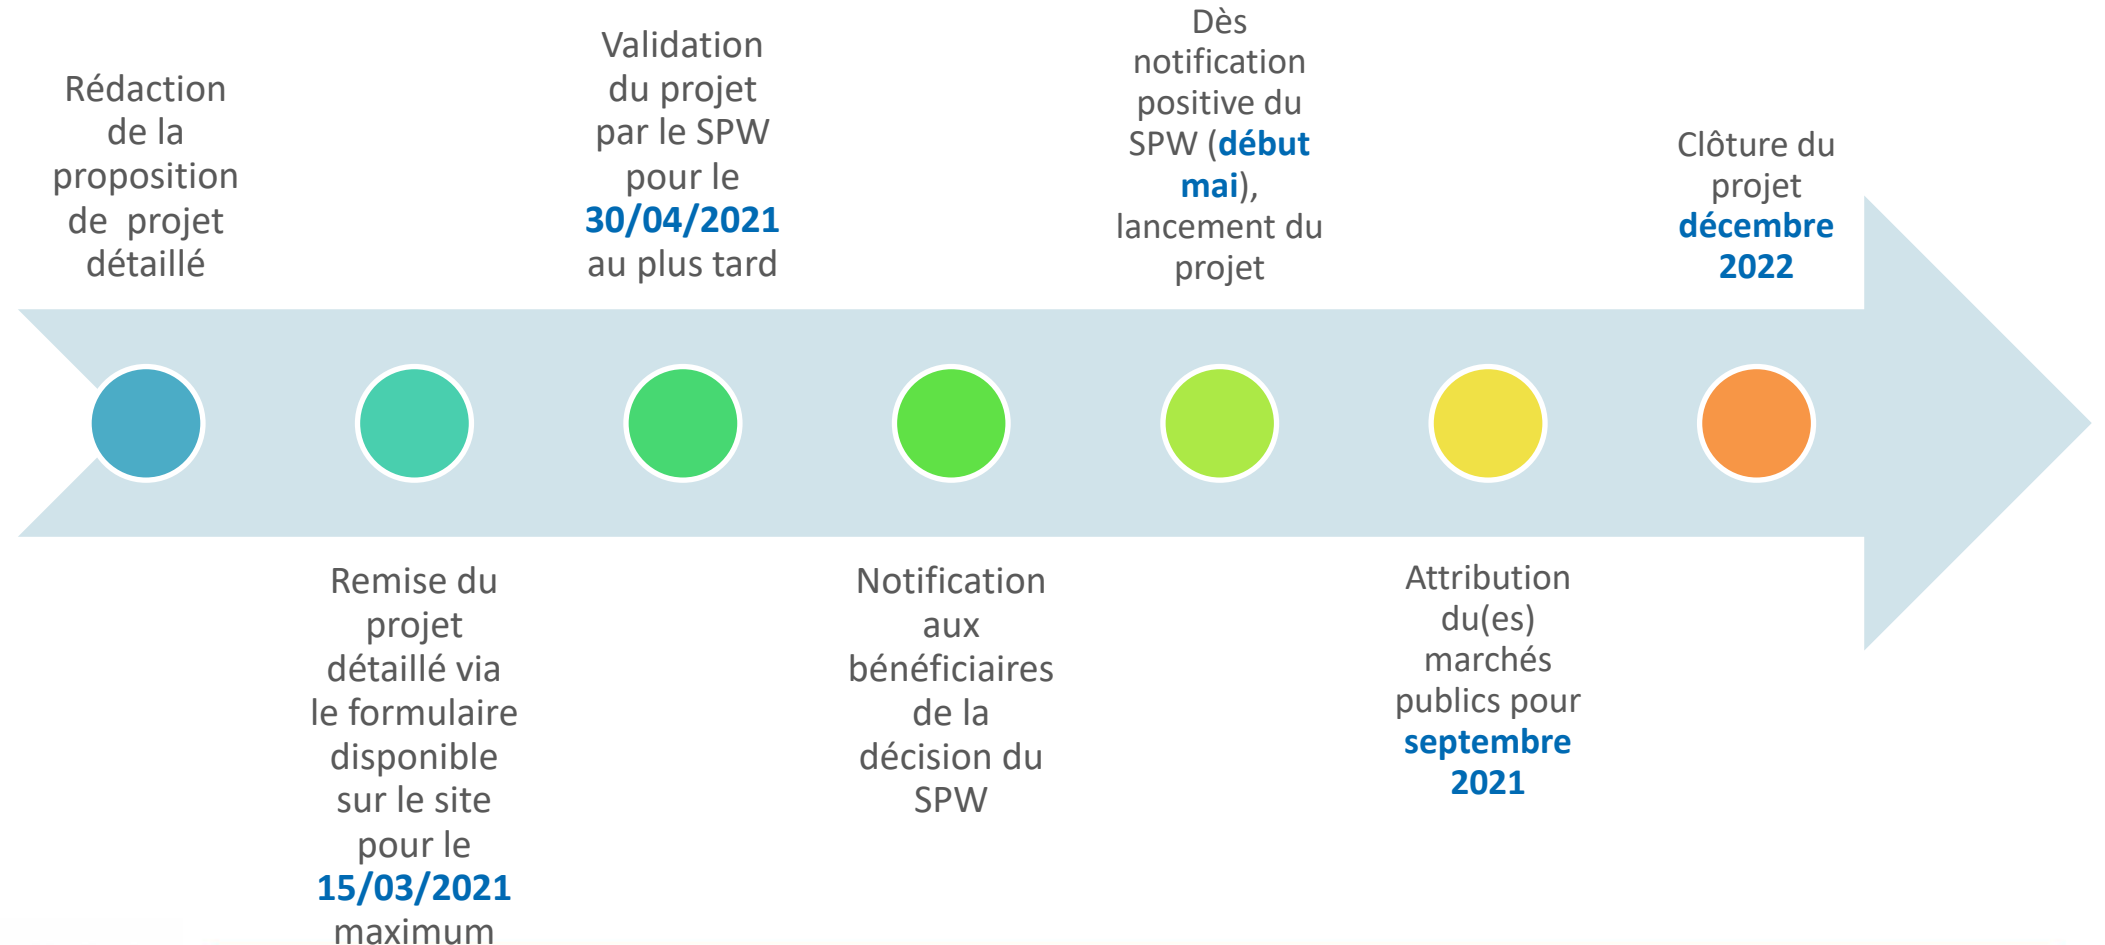 Rédaction
de la
proposition
de projet
détaillé
Remise du
projet
détaillé via
le formulaire
disponible
sur le site
pour le
15/03/2021
maximum
Validation
du projet
par le SPW
pour le
30/04/2021
au plus tard
Notification
aux
bénéficiaires
de la
décision du
SPW
Dès
notification
positive du
SPW (début
mai),
lancement du
projet
Attribution
du(es)
marchés
publics pour
septembre
2021
Clôture du
projet
décembre
2022